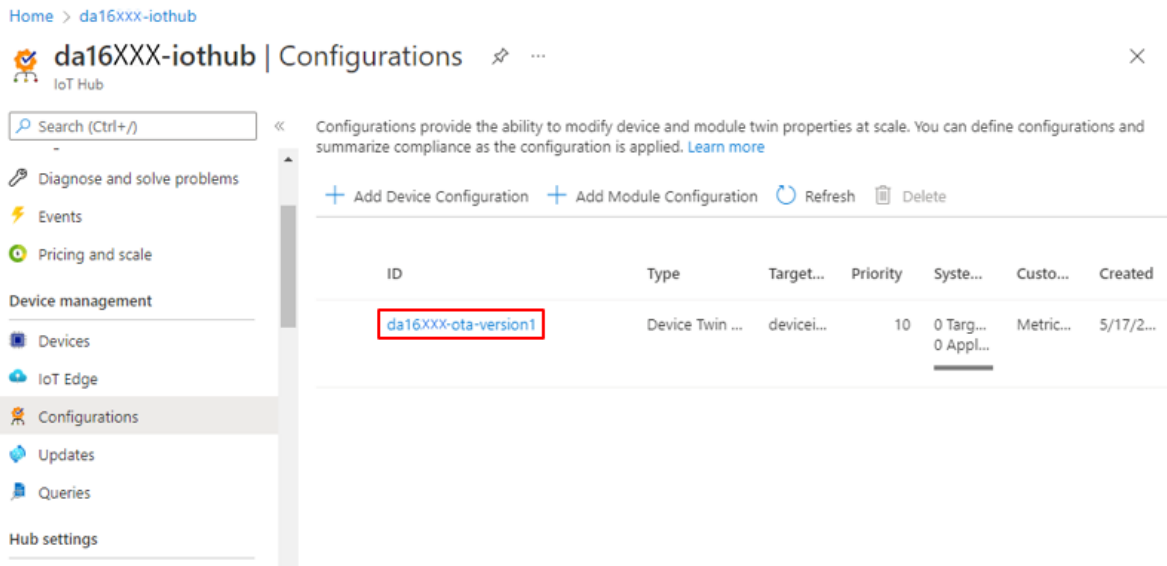 Home > da16XXX-iothub
da16XXX-iothub | Configurations ...
IoT Hub
Search (Ctrl+/)
«
Diagnose and solve problems
Events
Pricing and scale
Device management
Devices
IoT Edge
Configurations
Updates
Queries
Hub settings
Configurations provide the ability to modify device and module twin properties at scale. You can define configurations and
summarize compliance as the configuration is applied. Learn more
Add Device Configuration Add Module Configuration Refresh Delete
ID Type Target... Priority Syste... Custo... Created
da16XXX-ota-version1 Device Twin ... devicei... 10 0 Targ... Metric... 5/17/2...
0 Appl...